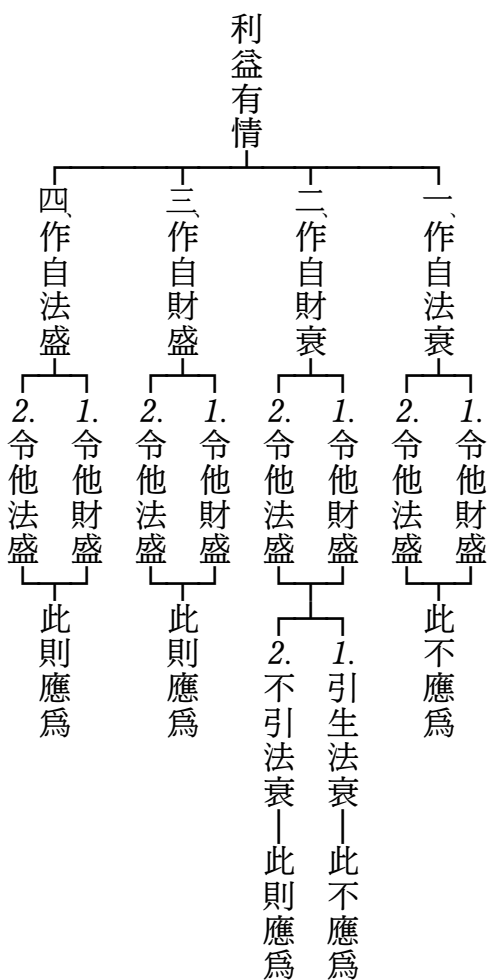 利益有情
一、作自法衰
1.令他財盛
2.令他法盛
此不應爲
二、作自財衰
1.令他財盛
2.令他法盛
1.引生法衰
此不應爲
2.不引法衰
此則應爲
三、作自財盛
1.令他財盛
2.令他法盛
此則應爲
四、作自法盛
1.令他財盛
2.令他法盛
此則應爲